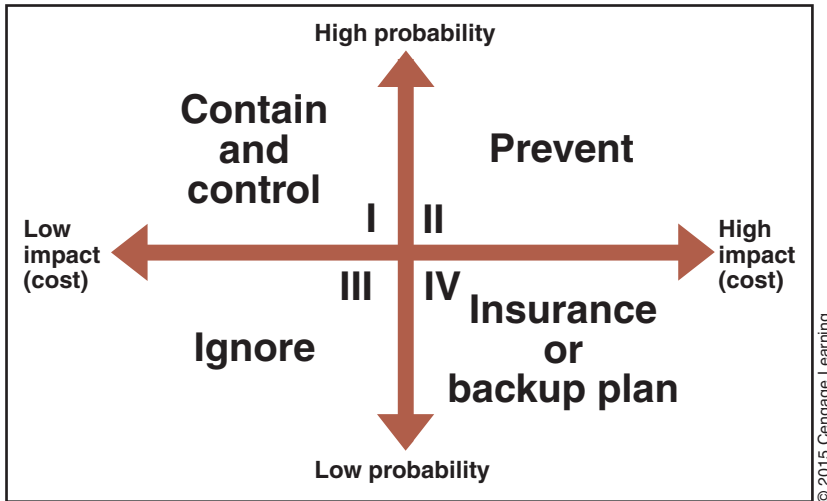 High probability
Contain
and
control
Prevent
I
II
Low
impact
(cost)
High
impact
(cost)
III
IV
Ignore
Insurance
or
backup plan
Low probability
© 2015 Cengage Learning